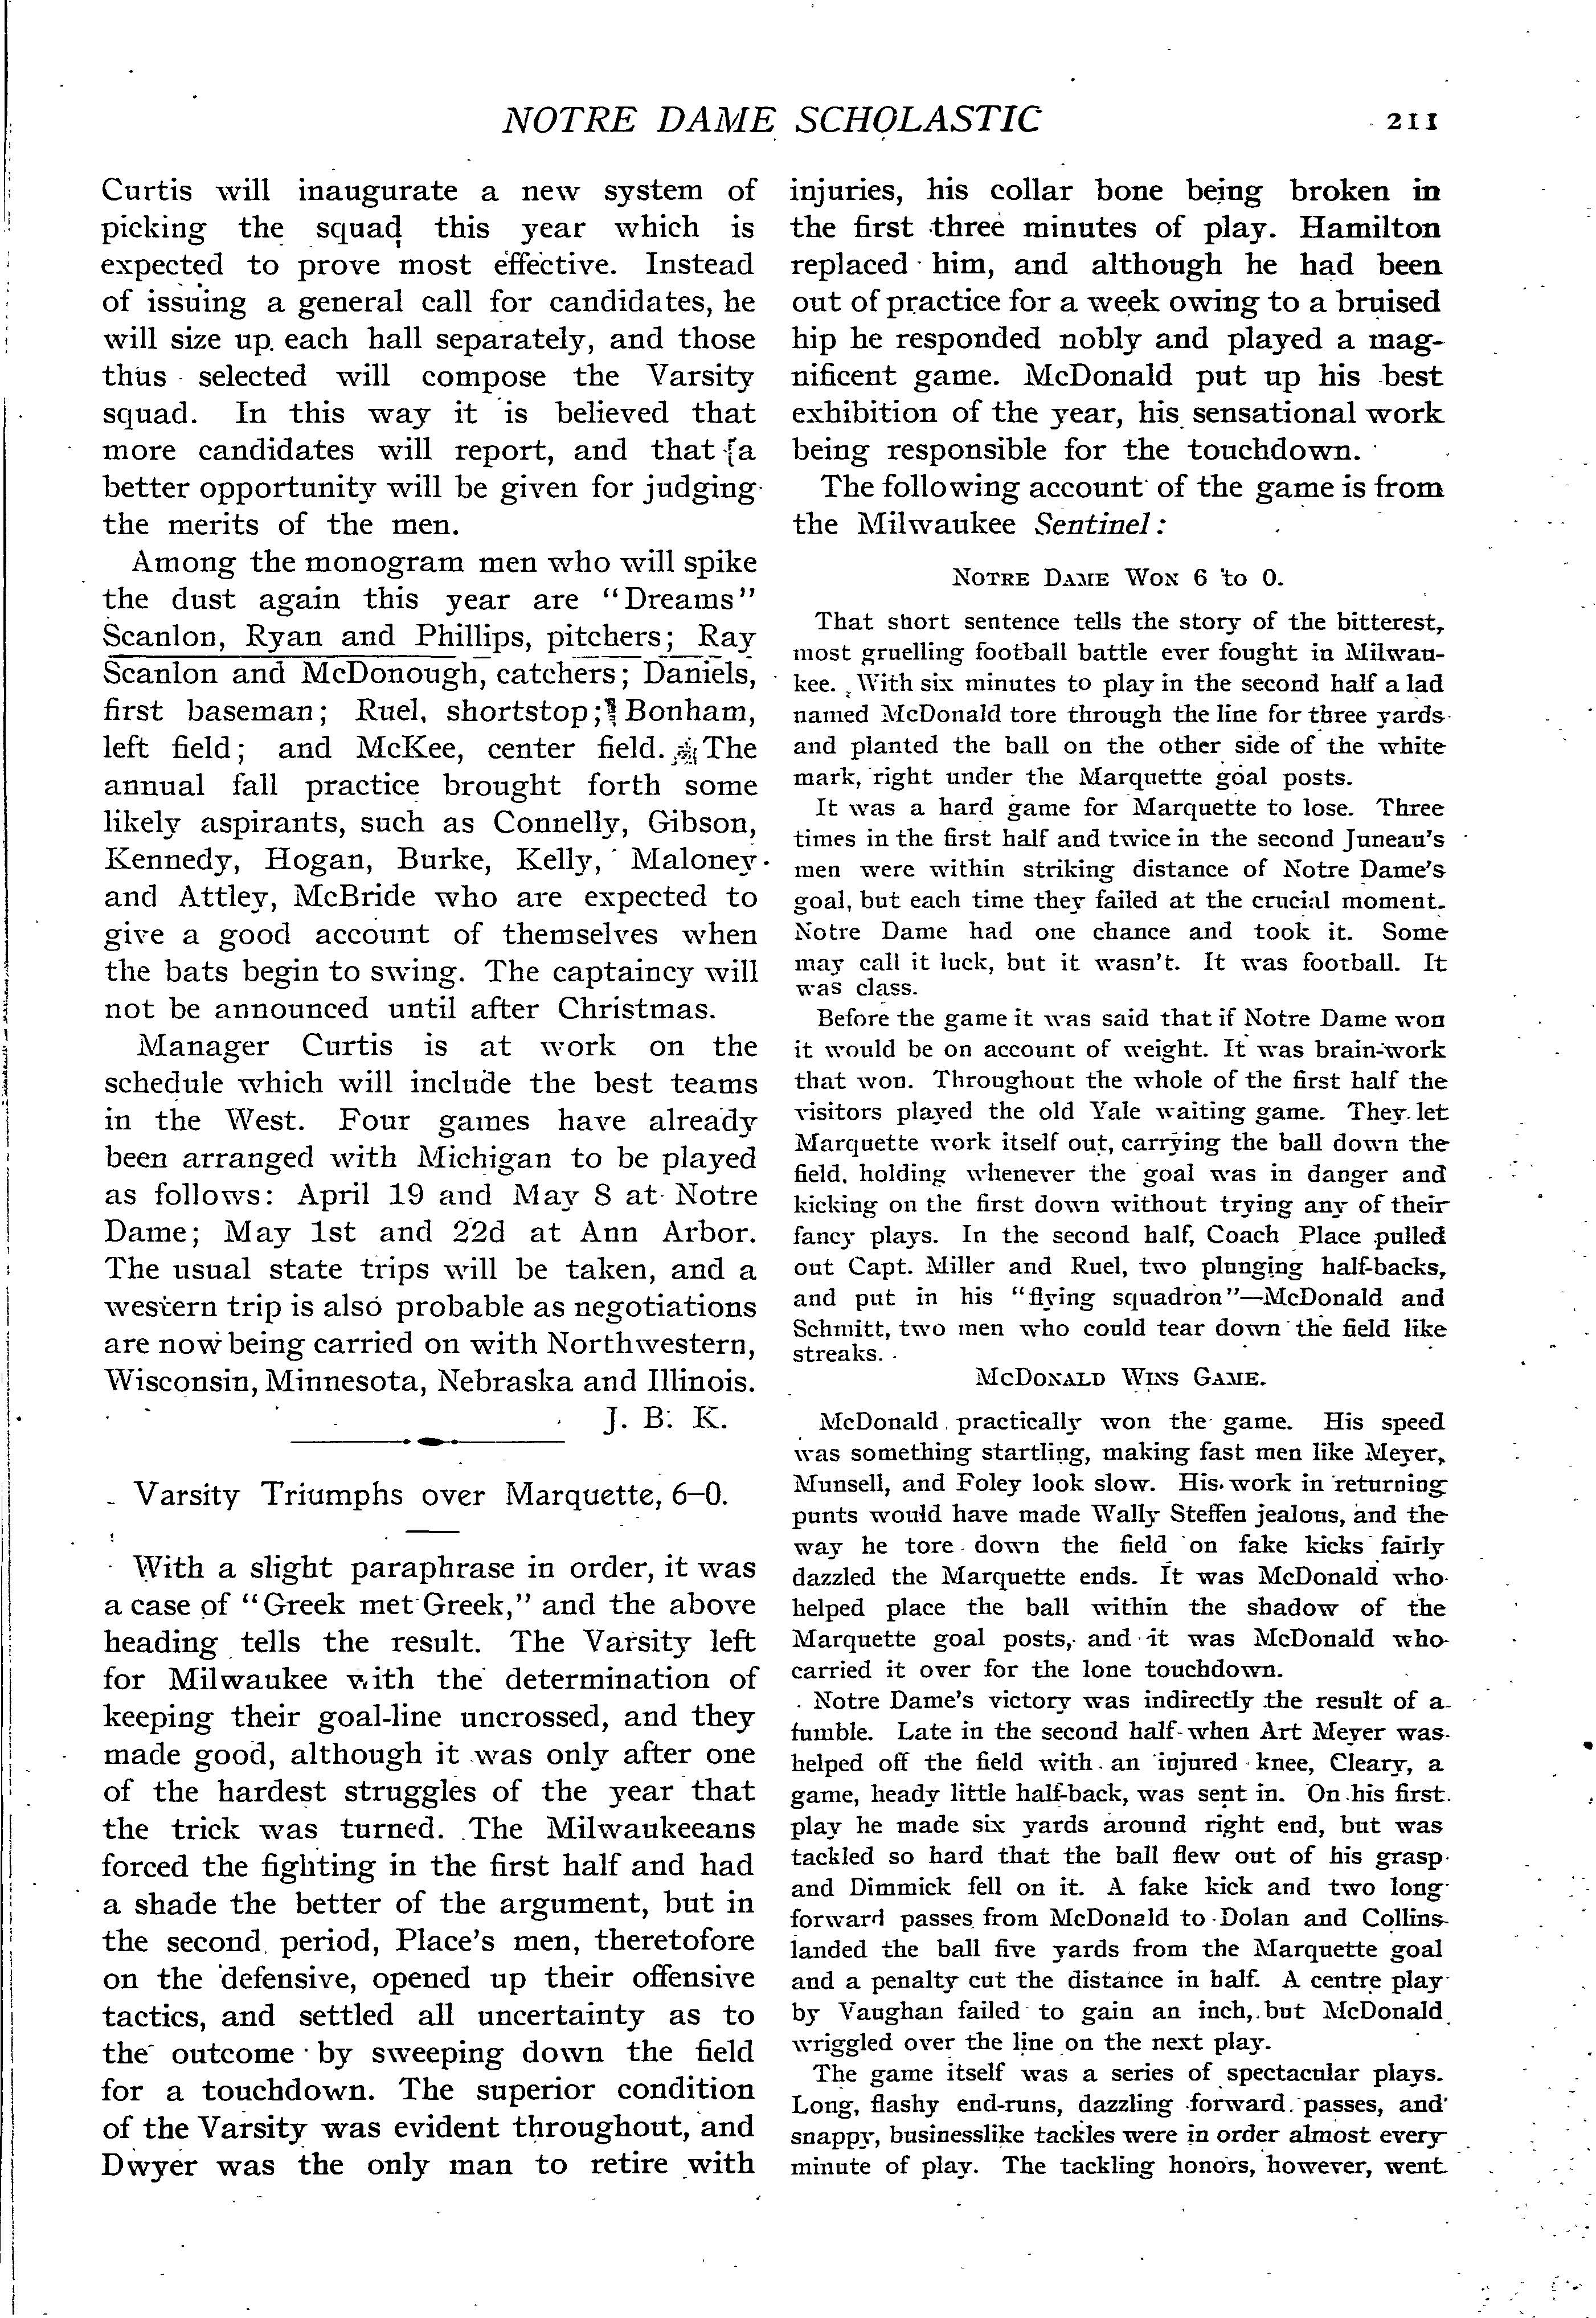 NOTRE DAME SCHOLASTIC 211
Curtis will inaugurate a new system of
picking the squad this year which is
expected to prove most effective. Instead
of issuing a general call for candidates, he
will size up each hall separately, and those
thus selected will compose the Varsity
squad. In this way it is believed that
more candidates will report, and that a
better opportunity will be given for judging
the merits of the men.
Among the monogram men who will spike
the dust again this year are "Dreams"
Scanlon, Ryan and Phillips, pitchers; Ray
Scanlon and McDonough, catchers; Daniels,
first baseman; Ruel, shortstop; Bonham,
left field; and McKee, center field. The
annual fall practice brought forth some
likely aspirants, such as Connelly, Gibson,
Kennedy, Hogan, Burke, Kelly, Maloney
and Attley, McBride who are expected to
give a good account of themselves when
the bats begin to swing. The captaincy will
not be announced until after Christmas.
Manager Curtis is at work on the
schedule which will include the best teams
in the West. Four games have already
been arranged with Michigan to be played
as follows: April 19 and May 8 at Notre
Dame; May 1st and 22d at Ann Arbor.
The usual state trips will be taken, and a
western trip is also probable as negotiations
are now being carried on with Northwestern,
Wisconsin, Minnesota, Nebraska and Illinois.
J. B. K.
Varsity Triumphs over Marquette, 6–0.
With a slight paraphrase in order, it was
a case of "Greek met Greek," and the above
heading tells the result. The Varsity left
for Milwaukee with the determination of
keeping their goal-line uncrossed, and they
made good, although it was only after one
of the hardest struggles of the year that
the trick was turned. The Milwaukeeans
forced the fighting in the first half and had
a shade the better of the argument, but in
the second period, Place's men, theretofore
on the defensive, opened up their offensive
tactics, and settled all uncertainty as to
the outcome by sweeping down the field
for a touchdown. The superior condition
of the Varsity was evident throughout, and
Dwyer was the only man to retire with
injuries, his collar bone being broken in
the first three minutes of play. Hamilton
replaced him, and although he had been
out of practice for a week owing to a bruised
hip he responded nobly and played a mag-
nificent game. McDonald put up his best
exhibition of the year, his sensational work
being responsible for the touchdown.
The following account of the game is from
the Milwaukee Sentinel:
NOTRE DAME WON 6 to 0.
That short sentence tells the story of the bitterest,
most gruelling football battle ever fought in Milwau-
kee. With six minutes to play in the second half a lad
named McDonald tore through the line for three yards
and planted the ball on the other side of the white
mark, right under the Marquette goal posts.
It was a hard game for Marquette to lose. Three
times in the first half and twice in the second Juneau's
men were within striking distance of Notre Dame's
goal, but each time they failed at the crucial moment.
Notre Dame had one chance and took it. Some
may call it luck, but it wasn't. It was football. It
was class.
Before the game it was said that if Notre Dame won
it would be on account of weight. It was brain-work
that won. Throughout the whole of the first half the
visitors played the old Yale waiting game. They let
Marquette work itself out, carrying the ball down the
field, holding whenever the goal was in danger and
kicking on the first down without trying any of their
fancy plays. In the second half, Coach Place pulled
out Capt. Miller and Ruel, two plunging half-backs,
and put in his "flying squadron"—McDonald and
Schmitt, two men who could tear down the field like
streaks.
MCDONALD WINS GAME.
McDonald practically won the game. His speed
was something startling, making fast men like Meyer,
Munsell, and Foley look slow. His work in returning
punts would have made Wally Steffen jealous, and the
way he tore down the field on fake kicks fairly
dazzled the Marquette ends. It was McDonald who
helped place the ball within the shadow of the
Marquette goal posts, and it was McDonald who
carried it over for the lone touchdown.
Notre Dame's victory was indirectly the result of a
fumble. Late in the second half when Art Meyer was
helped off the field with an injured knee, Cleary, a
game, heady little half-back, was sent in. On his first
play he made six yards around right end, but was
tackled so hard that the ball flew out of his grasp
and Dimmick fell on it. A fake kick and two long
forward passes from McDonald to Dolan and Collins
landed the ball five yards from the Marquette goal
and a penalty cut the distance in half. A centre play
by Vaughan failed to gain an inch, but McDonald
wriggled over the line on the next play.
The game itself was a series of spectacular plays.
Long, flashy end-runs, dazzling forward passes, and
snappy, businesslike tackles were in order almost every
minute of play. The tackling honors, however, went